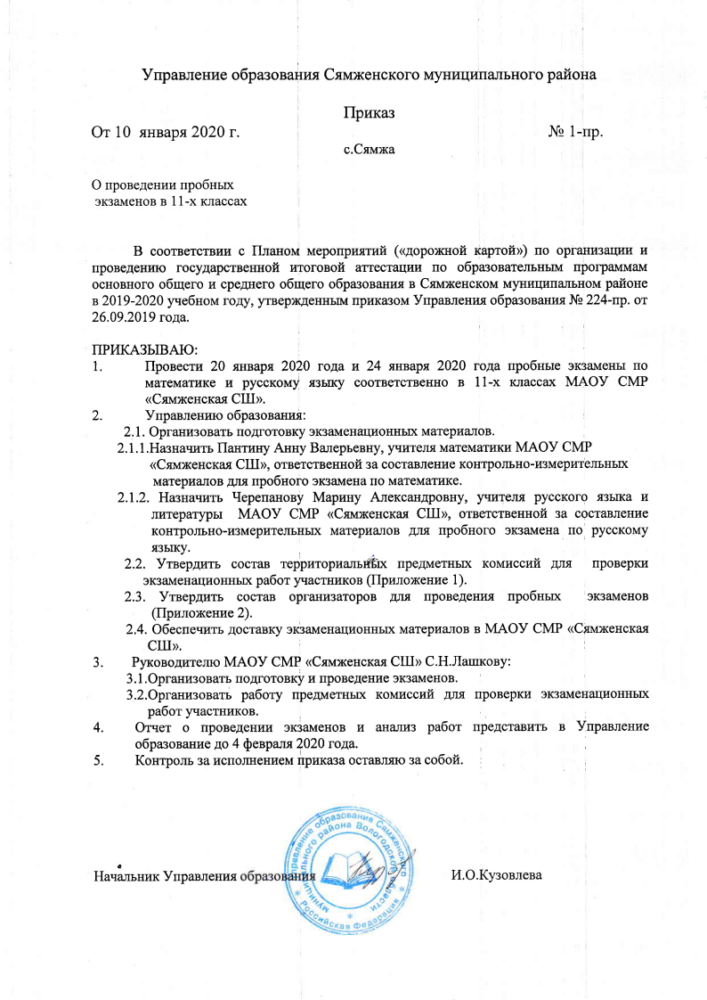 Управление образования Сямженского муниципального района
Приказ
От 10 января 2020 г. № 1-пр.
с.Сямжа
О проведении пробных
экзаменов в 11-х классах
В соответствии с Планом мероприятий («дорожной картой») по организации и
проведению государственной итоговой аттестации по образовательным программам
основного общего и среднего общего образования в Сямженском муниципальном районе
в 2019-2020 учебном году, утвержденным приказом Управления образования № 224-пр. от
26.09.2019 года.
ПРИКАЗЫВАЮ:
1. Провести 20 января 2020 года и 24 января 2020 года пробные экзамены по
математике и русскому языку соответственно в 11-х классах МАОУ СМР
«Сямженская СШ».
2. Управлению образования:
2.1. Организовать подготовку экзаменационных материалов.
2.1.1.Назначить Пантину Анну Валерьевну, учителя математики МАОУ СМР
«Сямженская СШ», ответственной за составление контрольно-измерительных
материалов для пробного экзамена по математике.
2.1.2. Назначить Черепанову Марину Александровну, учителя русского языка и
литературы МАОУ СМР «Сямженская СШ», ответственной за составление
контрольно-измерительных материалов для пробного экзамена по русскому
языку.
2.2. Утвердить состав территориальных предметных комиссий для проверки
экзаменационных работ участников (Приложение 1).
2.3. Утвердить состав организаторов для проведения пробных экзаменов
(Приложение 2).
2.4. Обеспечить доставку экзаменационных материалов в МАОУ СМР «Сямженская
СШ».
3. Руководителю МАОУ СМР «Сямженская СШ» С.Н.Лашкову:
3.1.Организовать подготовку и проведение экзаменов.
3.2.Организовать работу предметных комиссий для проверки экзаменационных
работ участников.
4. Отчет о проведении экзаменов и анализ работ представить в Управление
образование до 4 февраля 2020 года.
5. Контроль за исполнением приказа оставляю за собой.
Начальник Управления образования И.О.Кузовлева
Управление образования Сямженского
муниципального района Вологодской области
* Российская Федерация *